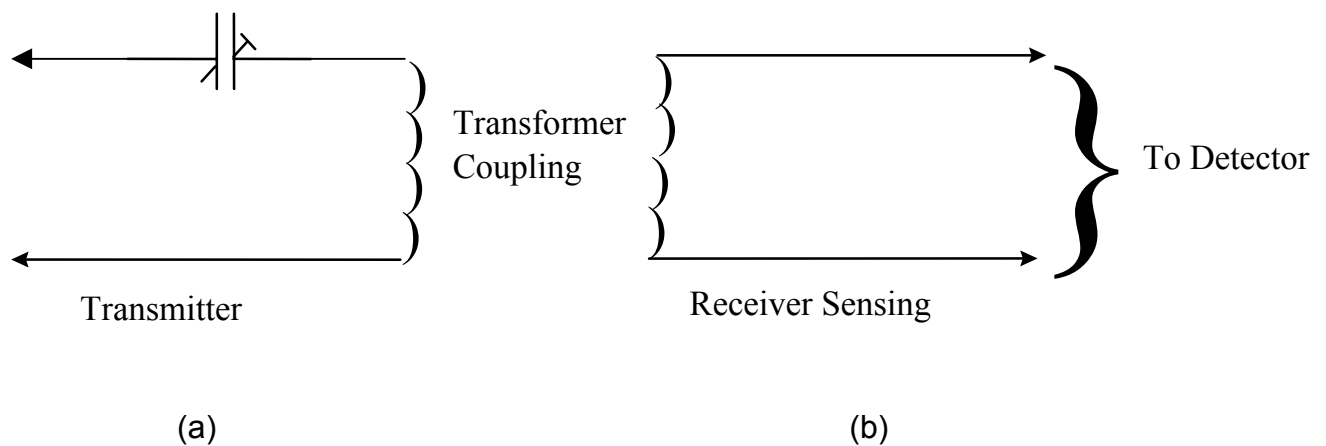 Transformer
Coupling
To Detector
Transmitter
Receiver Sensing
(a)
(b)